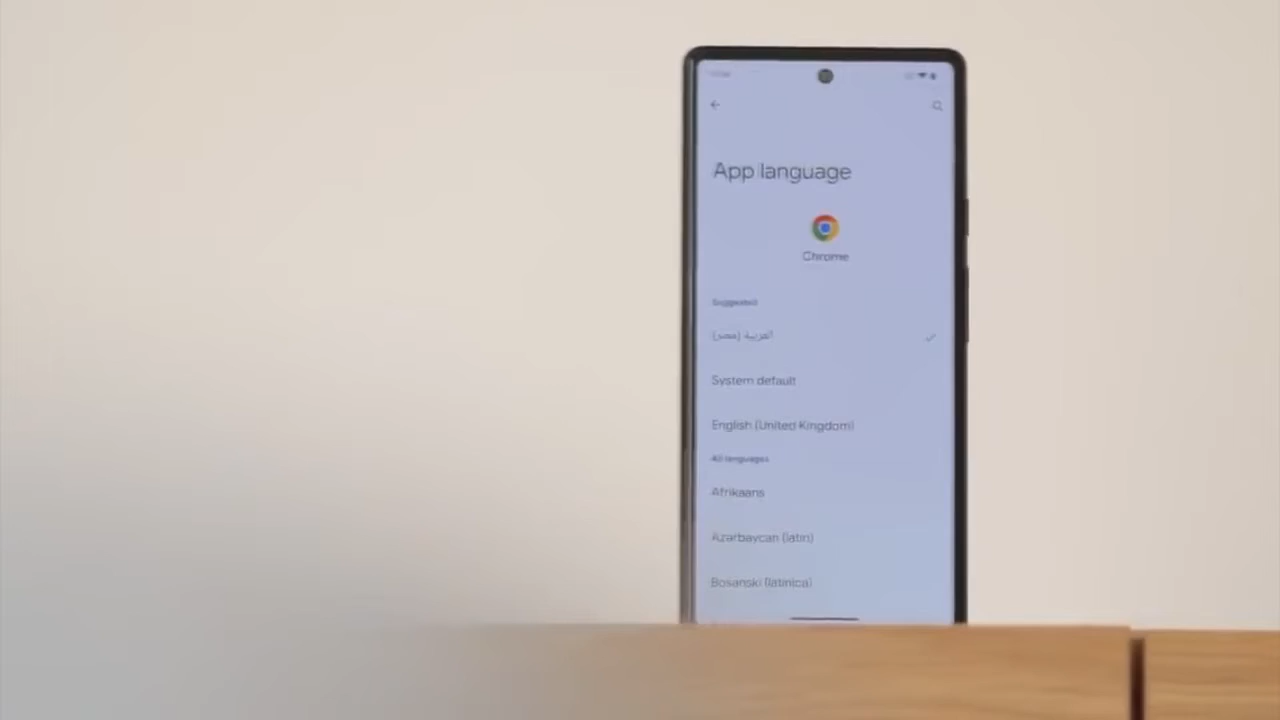 App language
Chrome
Suggested
العربية (مصر)
System default
English (United Kingdom)
All languages
Afrikaans
Azərbaycan (latın)
Bosanski (latinica)